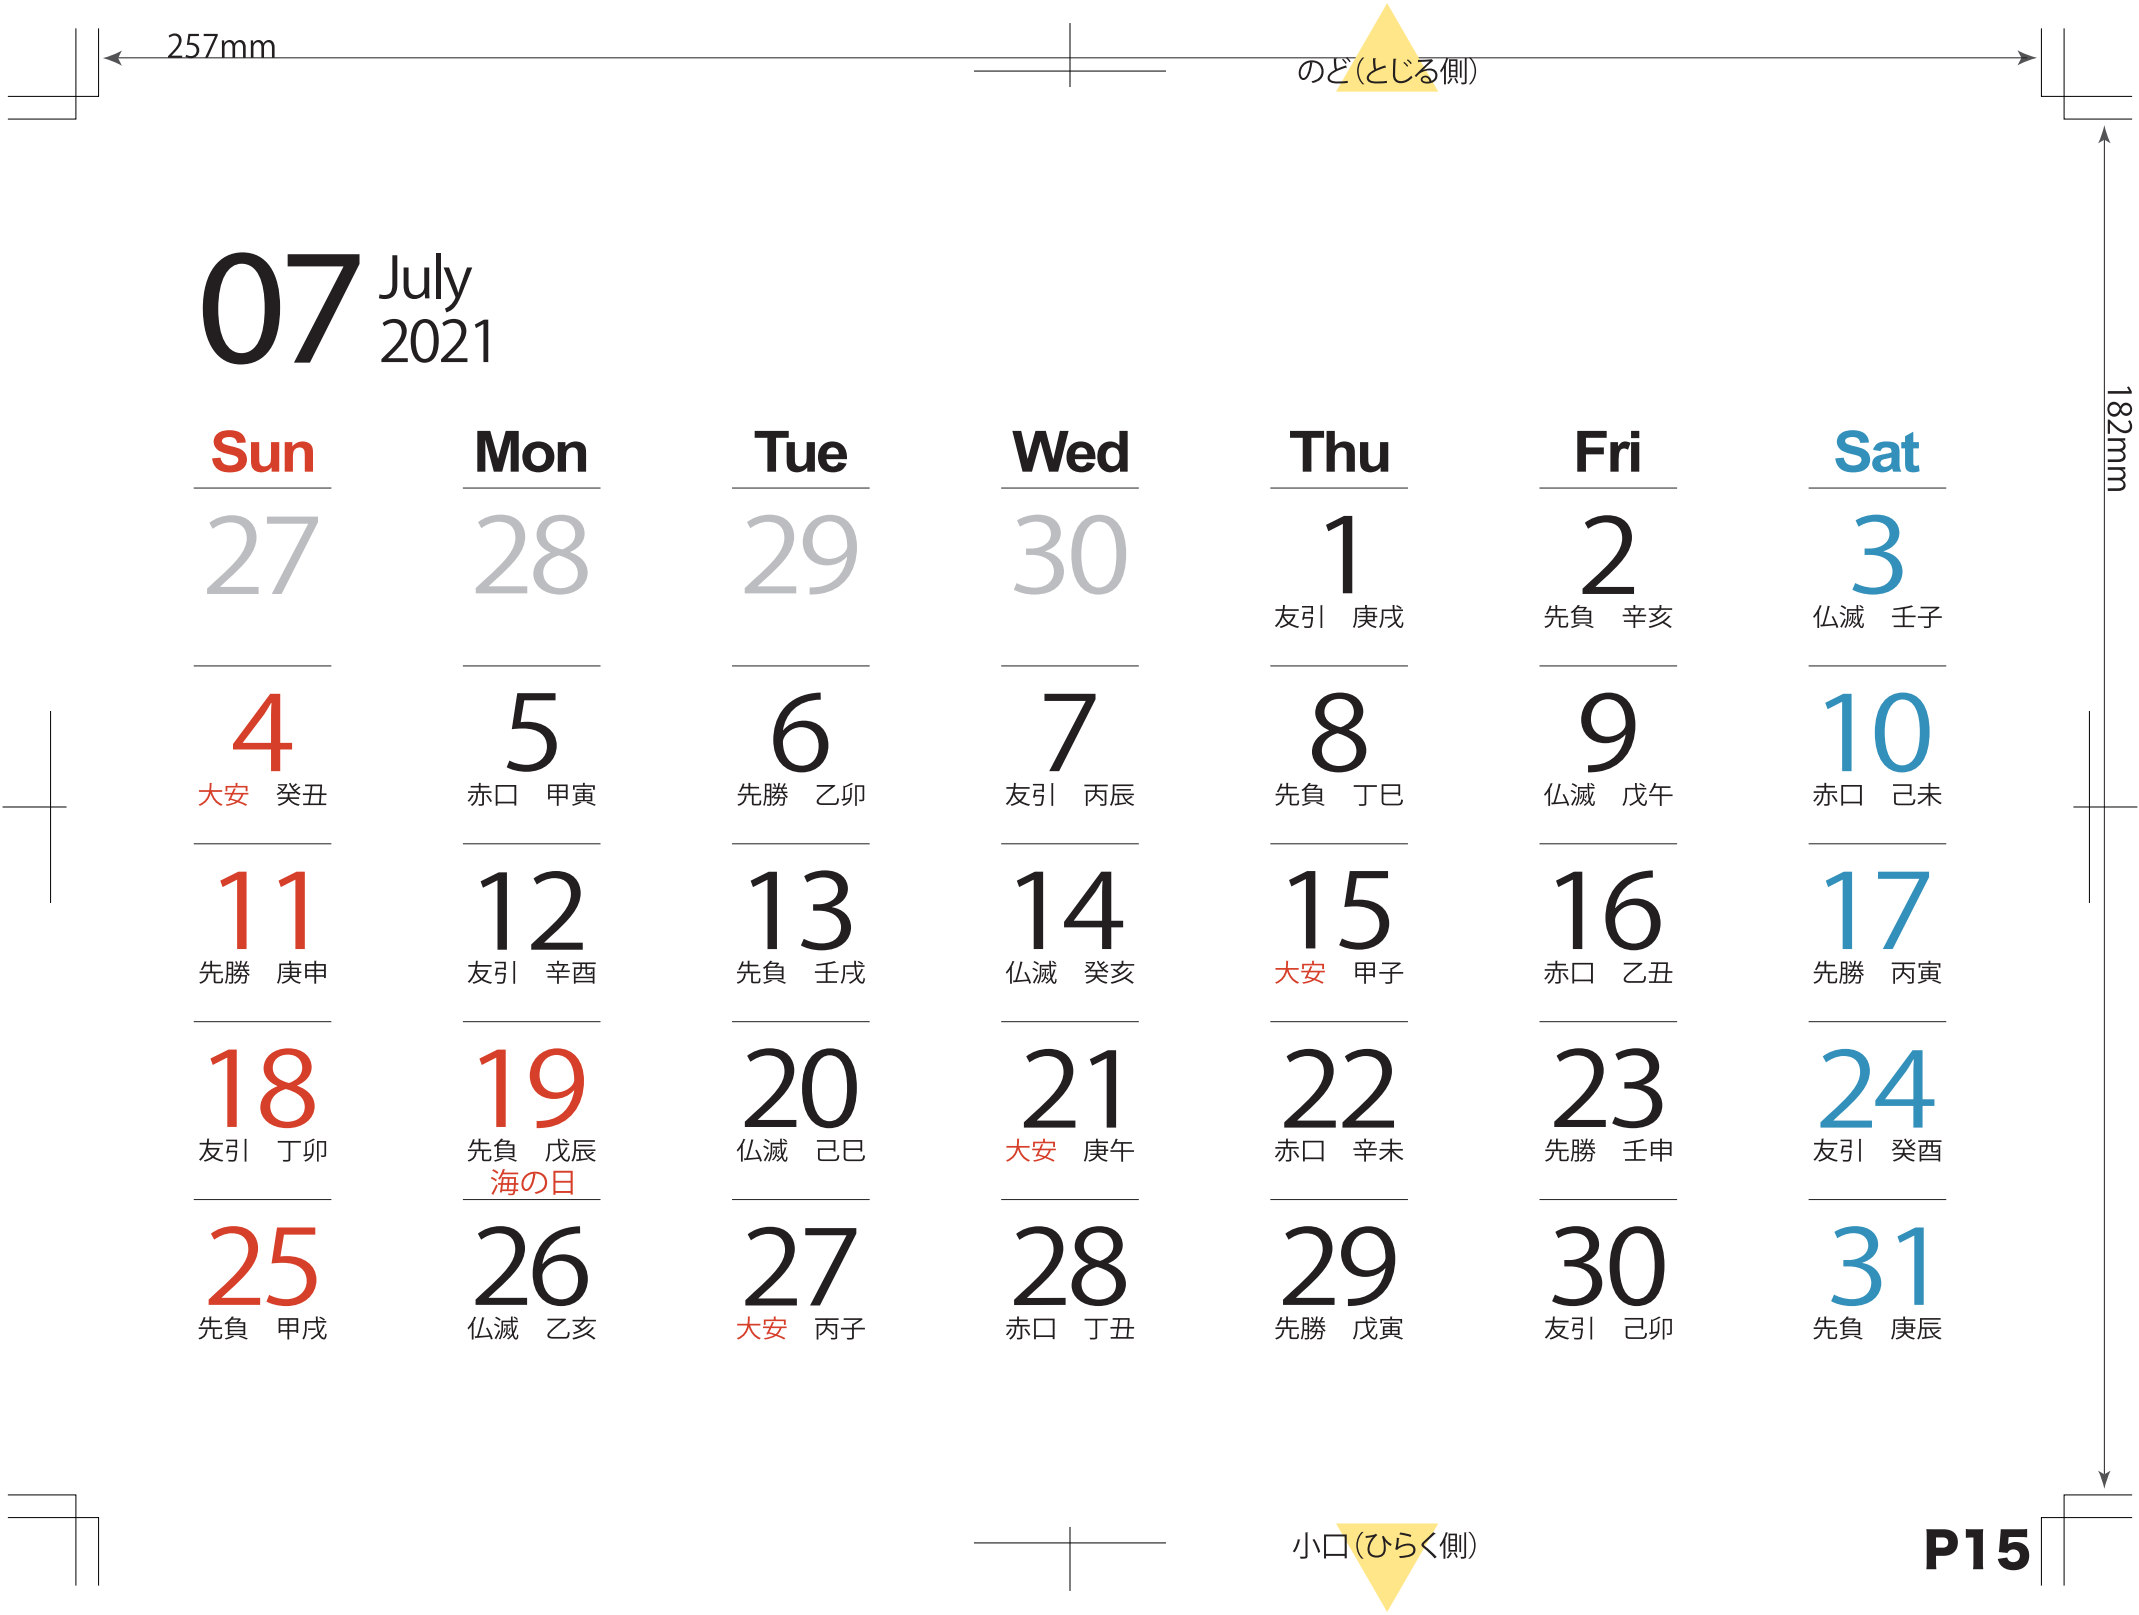 257mm
のど（とじる側）
182mm
07 July
2021
Sun Mon Tue Wed Thu Fri Sat
27 28 29 30 1 2 3
友引　庚戌 先負　辛亥 仏滅　壬子
4 5 6 7 8 9 10
大安　癸丑 赤口　甲寅 先勝　乙卯 友引　丙辰 先負　丁巳 仏滅　戊午 赤口　己未
11 12 13 14 15 16 17
先勝　庚申 友引　辛酉 先負　壬戌 仏滅　癸亥 大安　甲子 赤口　乙丑 先勝　丙寅
18 19 20 21 22 23 24
友引　丁卯 先負　戊辰 仏滅　己巳 大安　庚午 赤口　辛未 先勝　壬申 友引　癸酉
海の日
25 26 27 28 29 30 31
先負　甲戌 仏滅　乙亥 大安　丙子 赤口　丁丑 先勝　戊寅 友引　己卯 先負　庚辰
小口（ひらく側）
P15